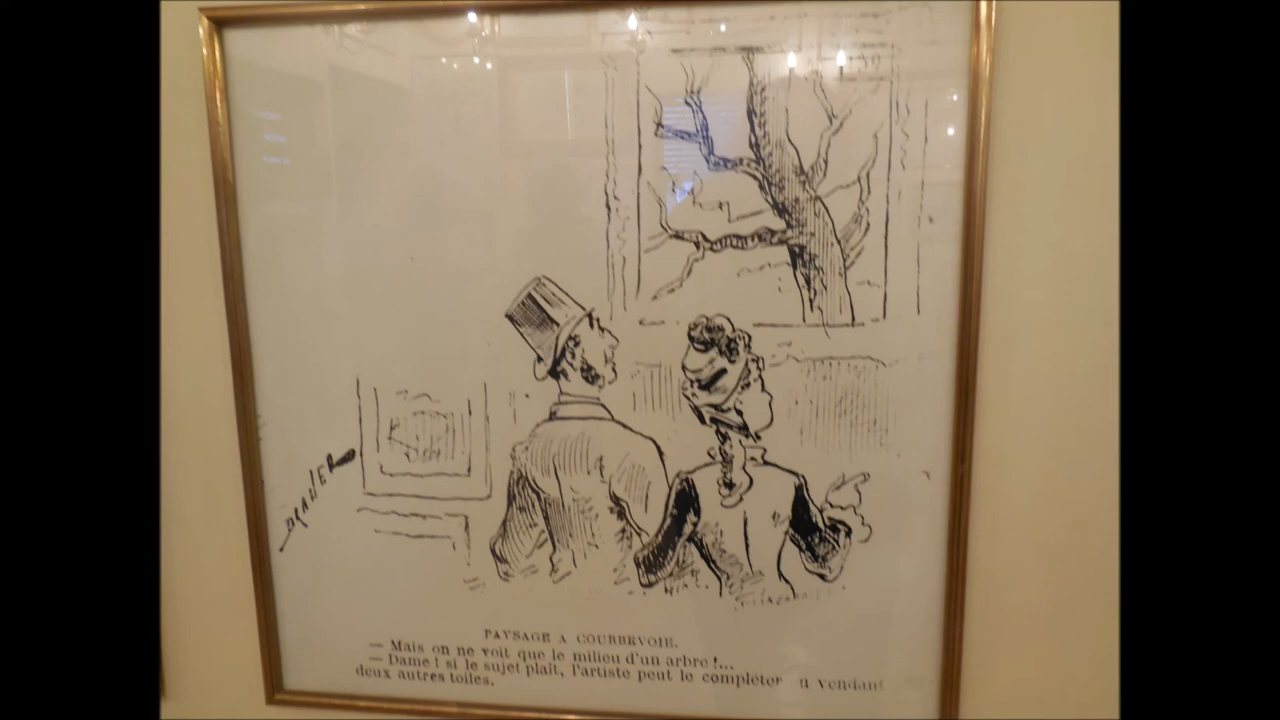 DRANER
PAYSAGE A COURBEVOIE.
— Mais on ne voit que le milieu d'un arbre !...
— Dame ! si le sujet plaît, l'artiste peut le compléter n vendant
deux autres toiles.